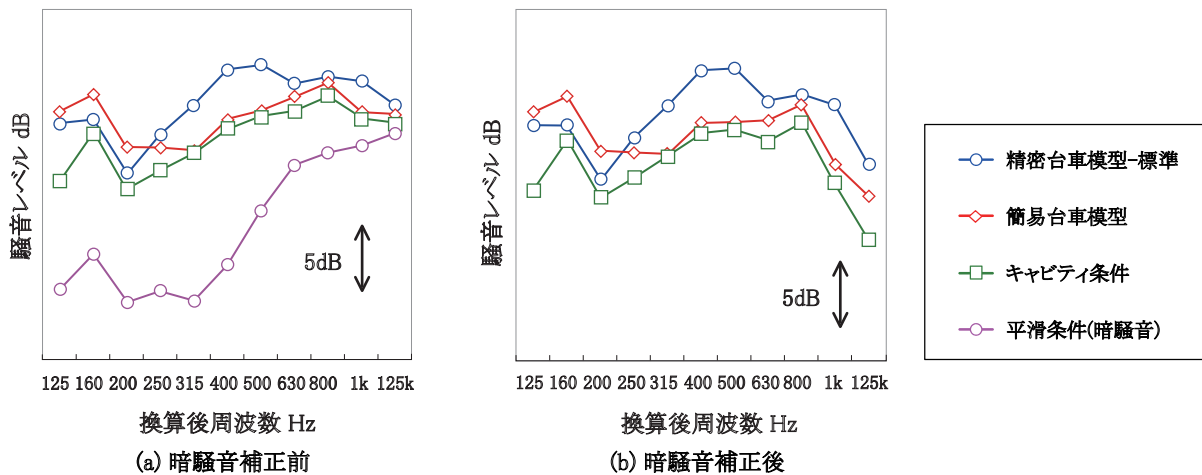 騒音レベル dB
5dB
125 160 200 250 315 400 500 630 800 1k 125k
換算後周波数 Hz
(a) 暗騒音補正前
騒音レベル dB
5dB
125 160 200 250 315 400 500 630 800 1k 125k
換算後周波数 Hz
(b) 暗騒音補正後
精密台車模型-標準
簡易台車模型
キャビティ条件
平滑条件(暗騒音)